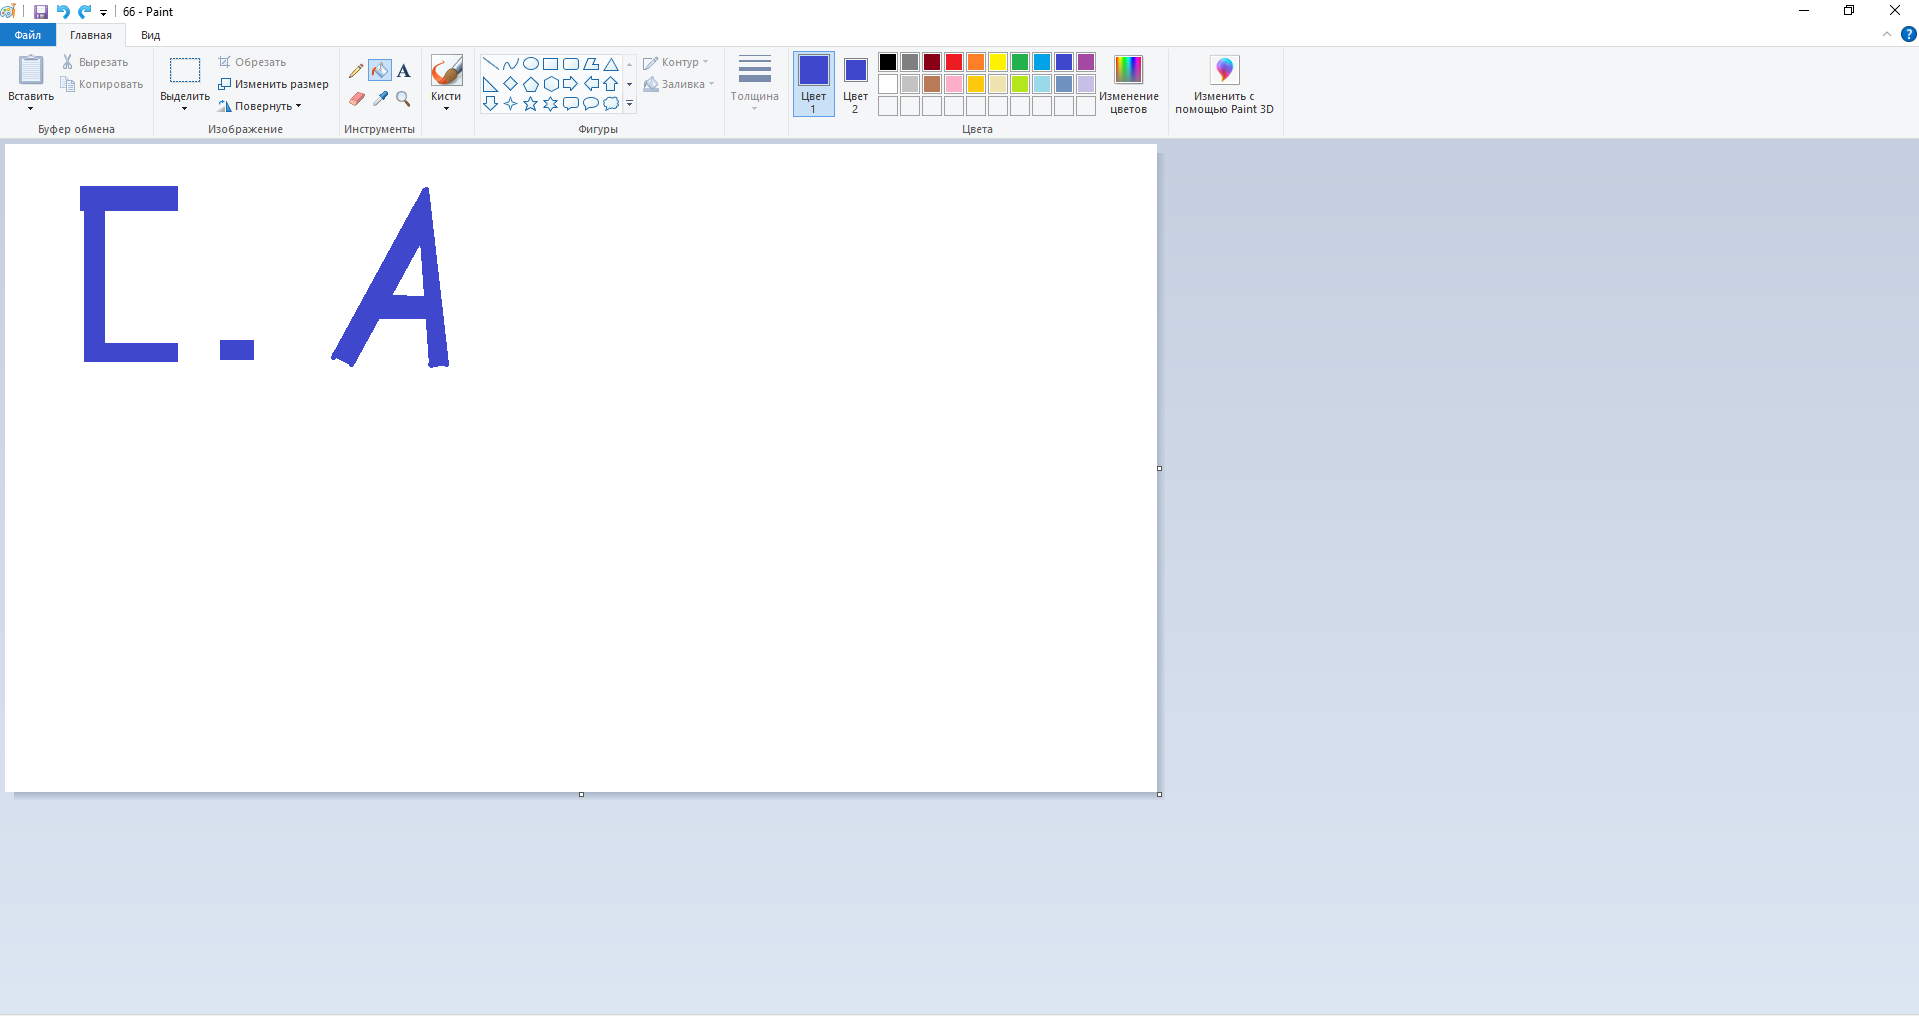 66 - Paint
Файл Главная Вид
Вставить
Вырезать
Копировать
Буфер обмена
Выделить
Обрезать
Изменить размер
Повернуть
Изображение
A
Инструменты
Кисти
Контур
Заливка
Фигуры
Толщина
Цвет
1
Цвет
2
Изменение
цветов
Цвета
Изменить с
помощью Paint 3D
С. А